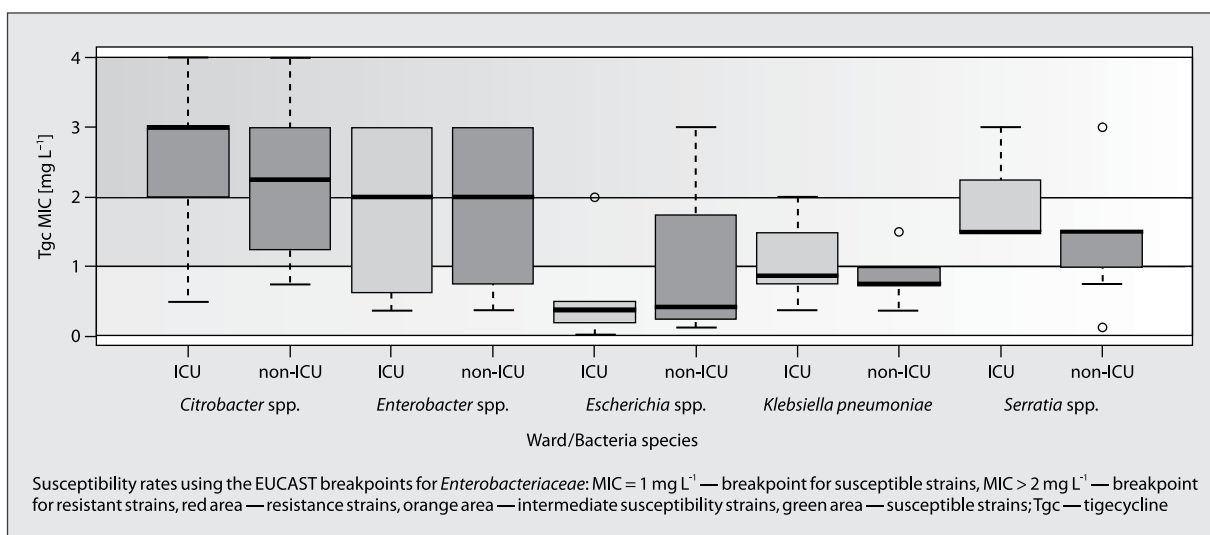 4
3
2
1
0
Tgc MIC [mg L⁻¹]
ICU non-ICU ICU non-ICU ICU non-ICU ICU non-ICU ICU non-ICU
Citrobacter spp. Enterobacter spp. Escherichia spp. Klebsiella pneumoniae Serratia spp.
Ward/Bacteria species
Susceptibility rates using the EUCAST breakpoints for Enterobacteriaceae: MIC = 1 mg L⁻¹ — breakpoint for susceptible strains, MIC > 2 mg L⁻¹ — breakpoint
for resistant strains, red area — resistance strains, orange area — intermediate susceptibility strains, green area — susceptible strains; Tgc — tigecycline